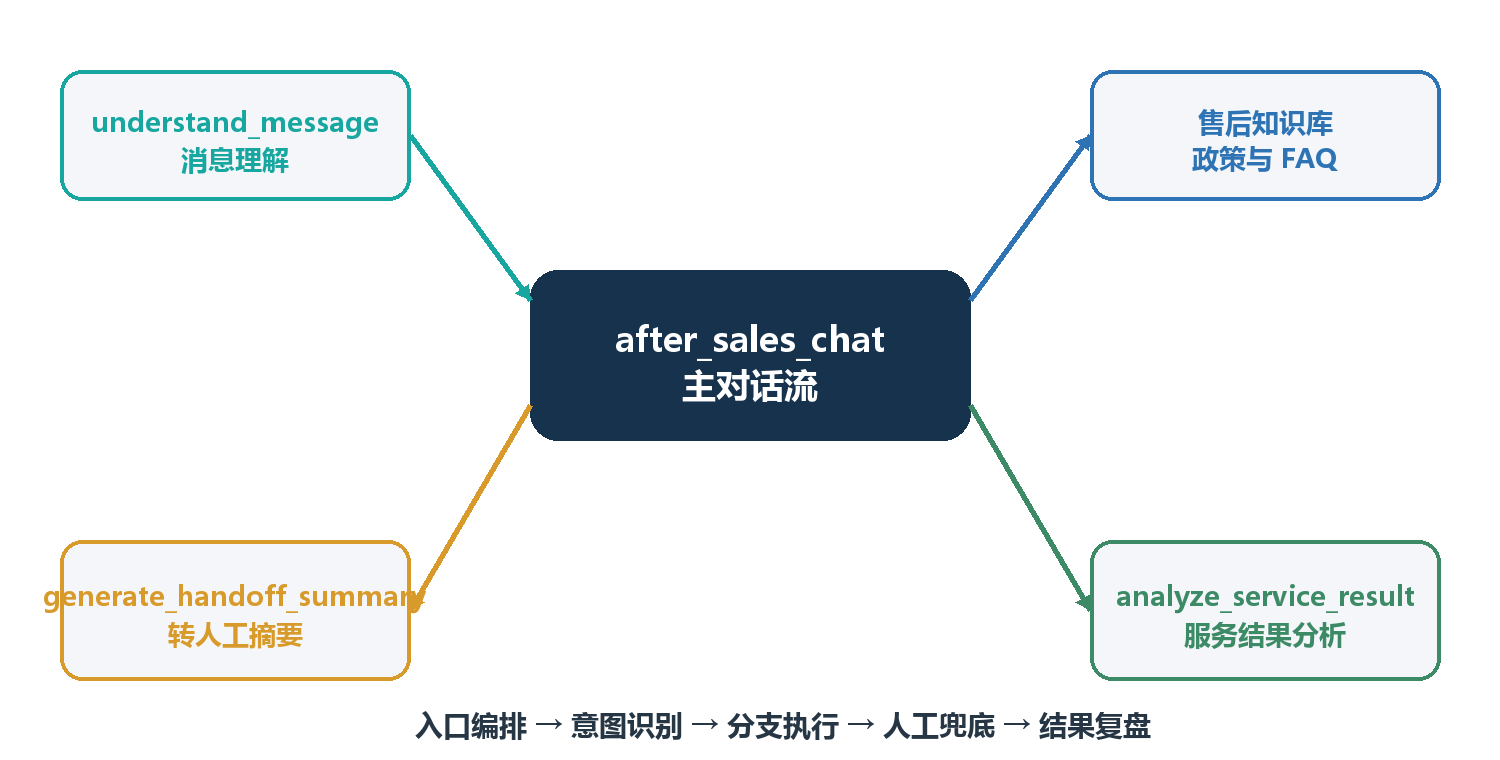 understand_message
消息理解
售后知识库
政策与 FAQ
after_sales_chat
主对话流
generate_handoff_summary
转人工摘要
analyze_service_result
服务结果分析
入口编排 → 意图识别 → 分支执行 → 人工兜底 → 结果复盘